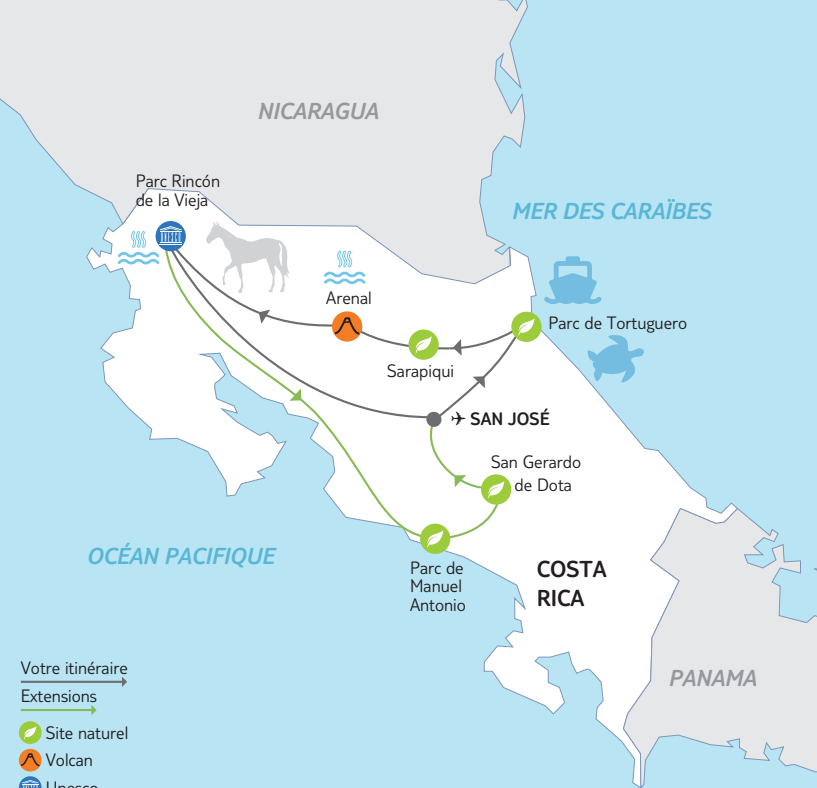 NICARAGUA
Parc Rincón
de la Vieja
MER DES CARAÏBES
Arenal
Parc de Tortuguero
Sarapiqui
SAN JOSÉ
San Gerardo
de Dota
OCÉAN PACIFIQUE
Parc de
Manuel
Antonio
COSTA
RICA
PANAMA
Votre itinéraire
Extensions
Site naturel
Volcan
Unesco